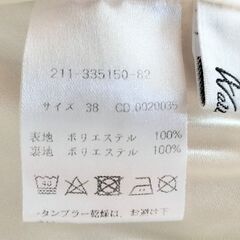 211-335150-82
サイズ 38 CD.0020035
表地 ポリエステル 100%
裏地 ポリエステル 100%
40
・タンブラー乾燥は、お避け下